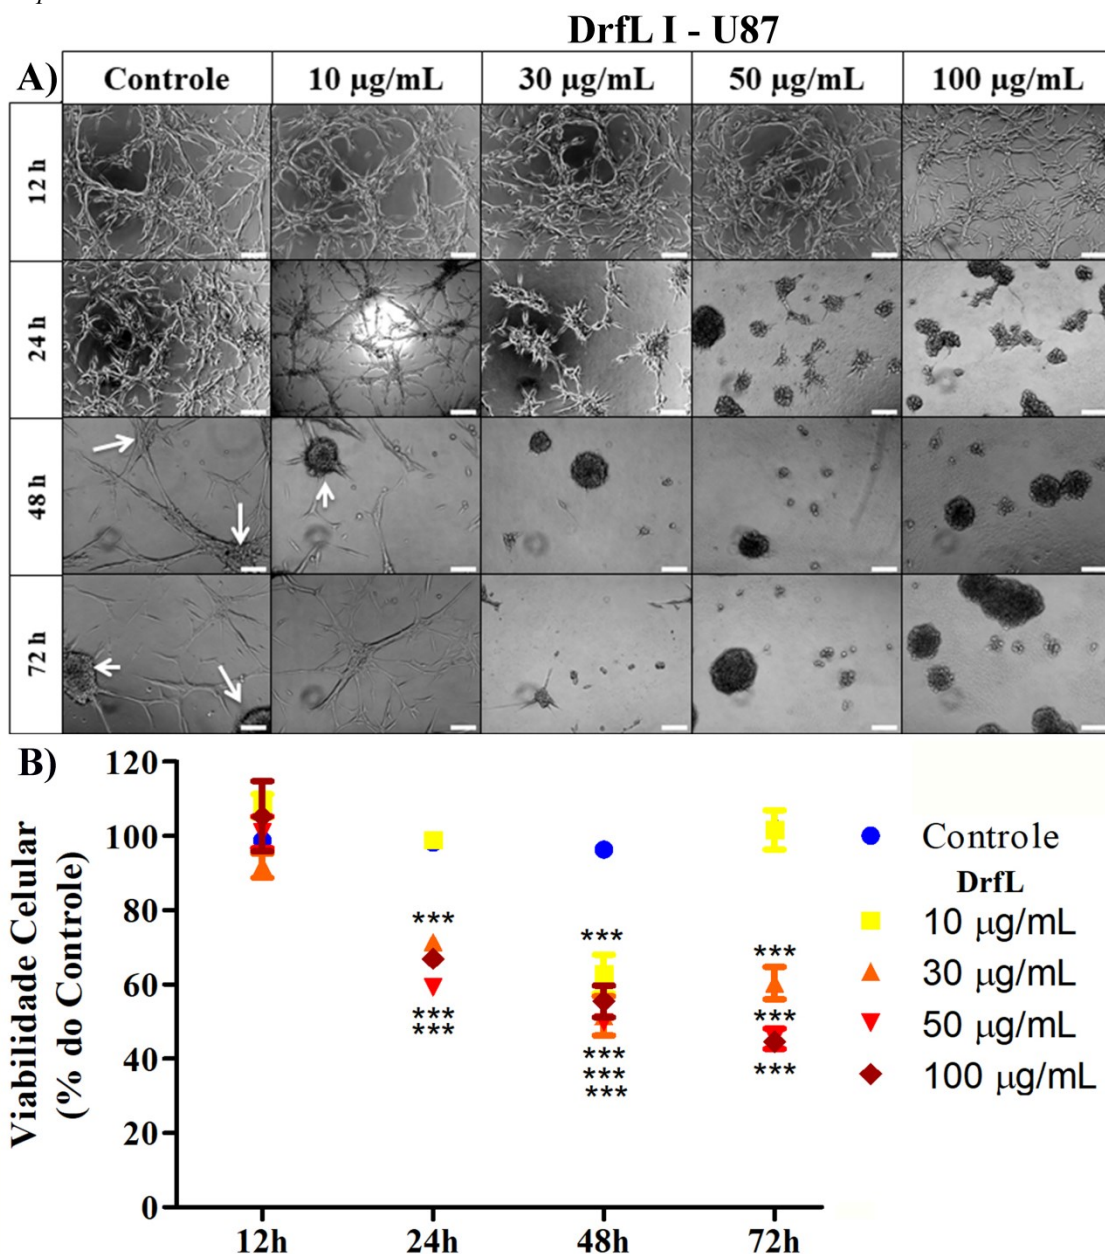 DrfL I - U87
A)
Controle 10 µg/mL 30 µg/mL 50 µg/mL 100 µg/mL
12 h
24 h
48 h
72 h
B)
Viabilidade Celular
(% do Controle)
120
100
80
60
40
20
0
***
***
***
***
***
***
***
***
***
***
12h 24h 48h 72h
Controle
DrfL
10 µg/mL
30 µg/mL
50 µg/mL
100 µg/mL